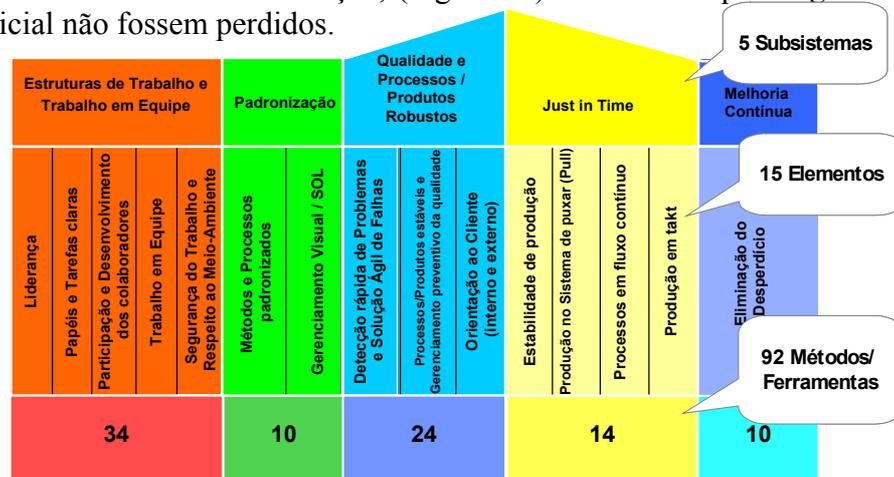 icial não fossem perdidos.
Estruturas de Trabalho e
Trabalho em Equipe
Padronização
Qualidade e
Processos /
Produtos
Robustos
Just in Time
Melhoria
Contínua
5 Subsistemas
Liderança
Papéis e Tarefas claras
Participação e Desenvolvimento
dos colaboradores
Trabalho em Equipe
Segurança do Trabalho e
Respeito ao Meio-Ambiente
Métodos e Processos
padronizados
Gerenciamento Visual / SOL
Detecção rápida de Problemas
e Solução Ágil de Falhas
Processos/Produtos estáveis e
Gerenciamento preventivo da qualidade
Orientação ao Cliente
(interno e externo)
Estabilidade de produção
Produção no Sistema de puxar (Pull)
Processos em fluxo contínuo
Produção em takt
Eliminação do
Desperdício
15 Elementos
92 Métodos/
Ferramentas
34
10
24
14
10